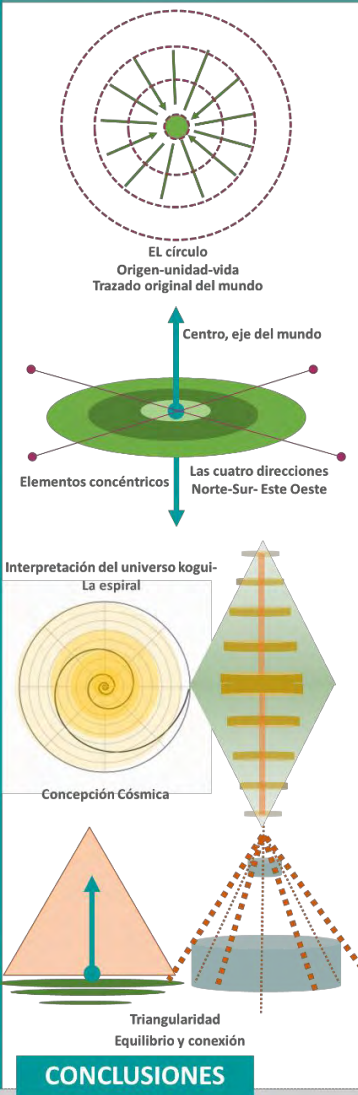 EL círculo
Origen-unidad-vida
Trazado original del mundo
Centro, eje del mundo
Elementos concéntricos
Las cuatro direcciones
Norte-Sur- Este Oeste
Interpretación del universo kogui-
La espiral
Concepción Cósmica
Triangularidad
Equilibrio y conexión
CONCLUSIONES